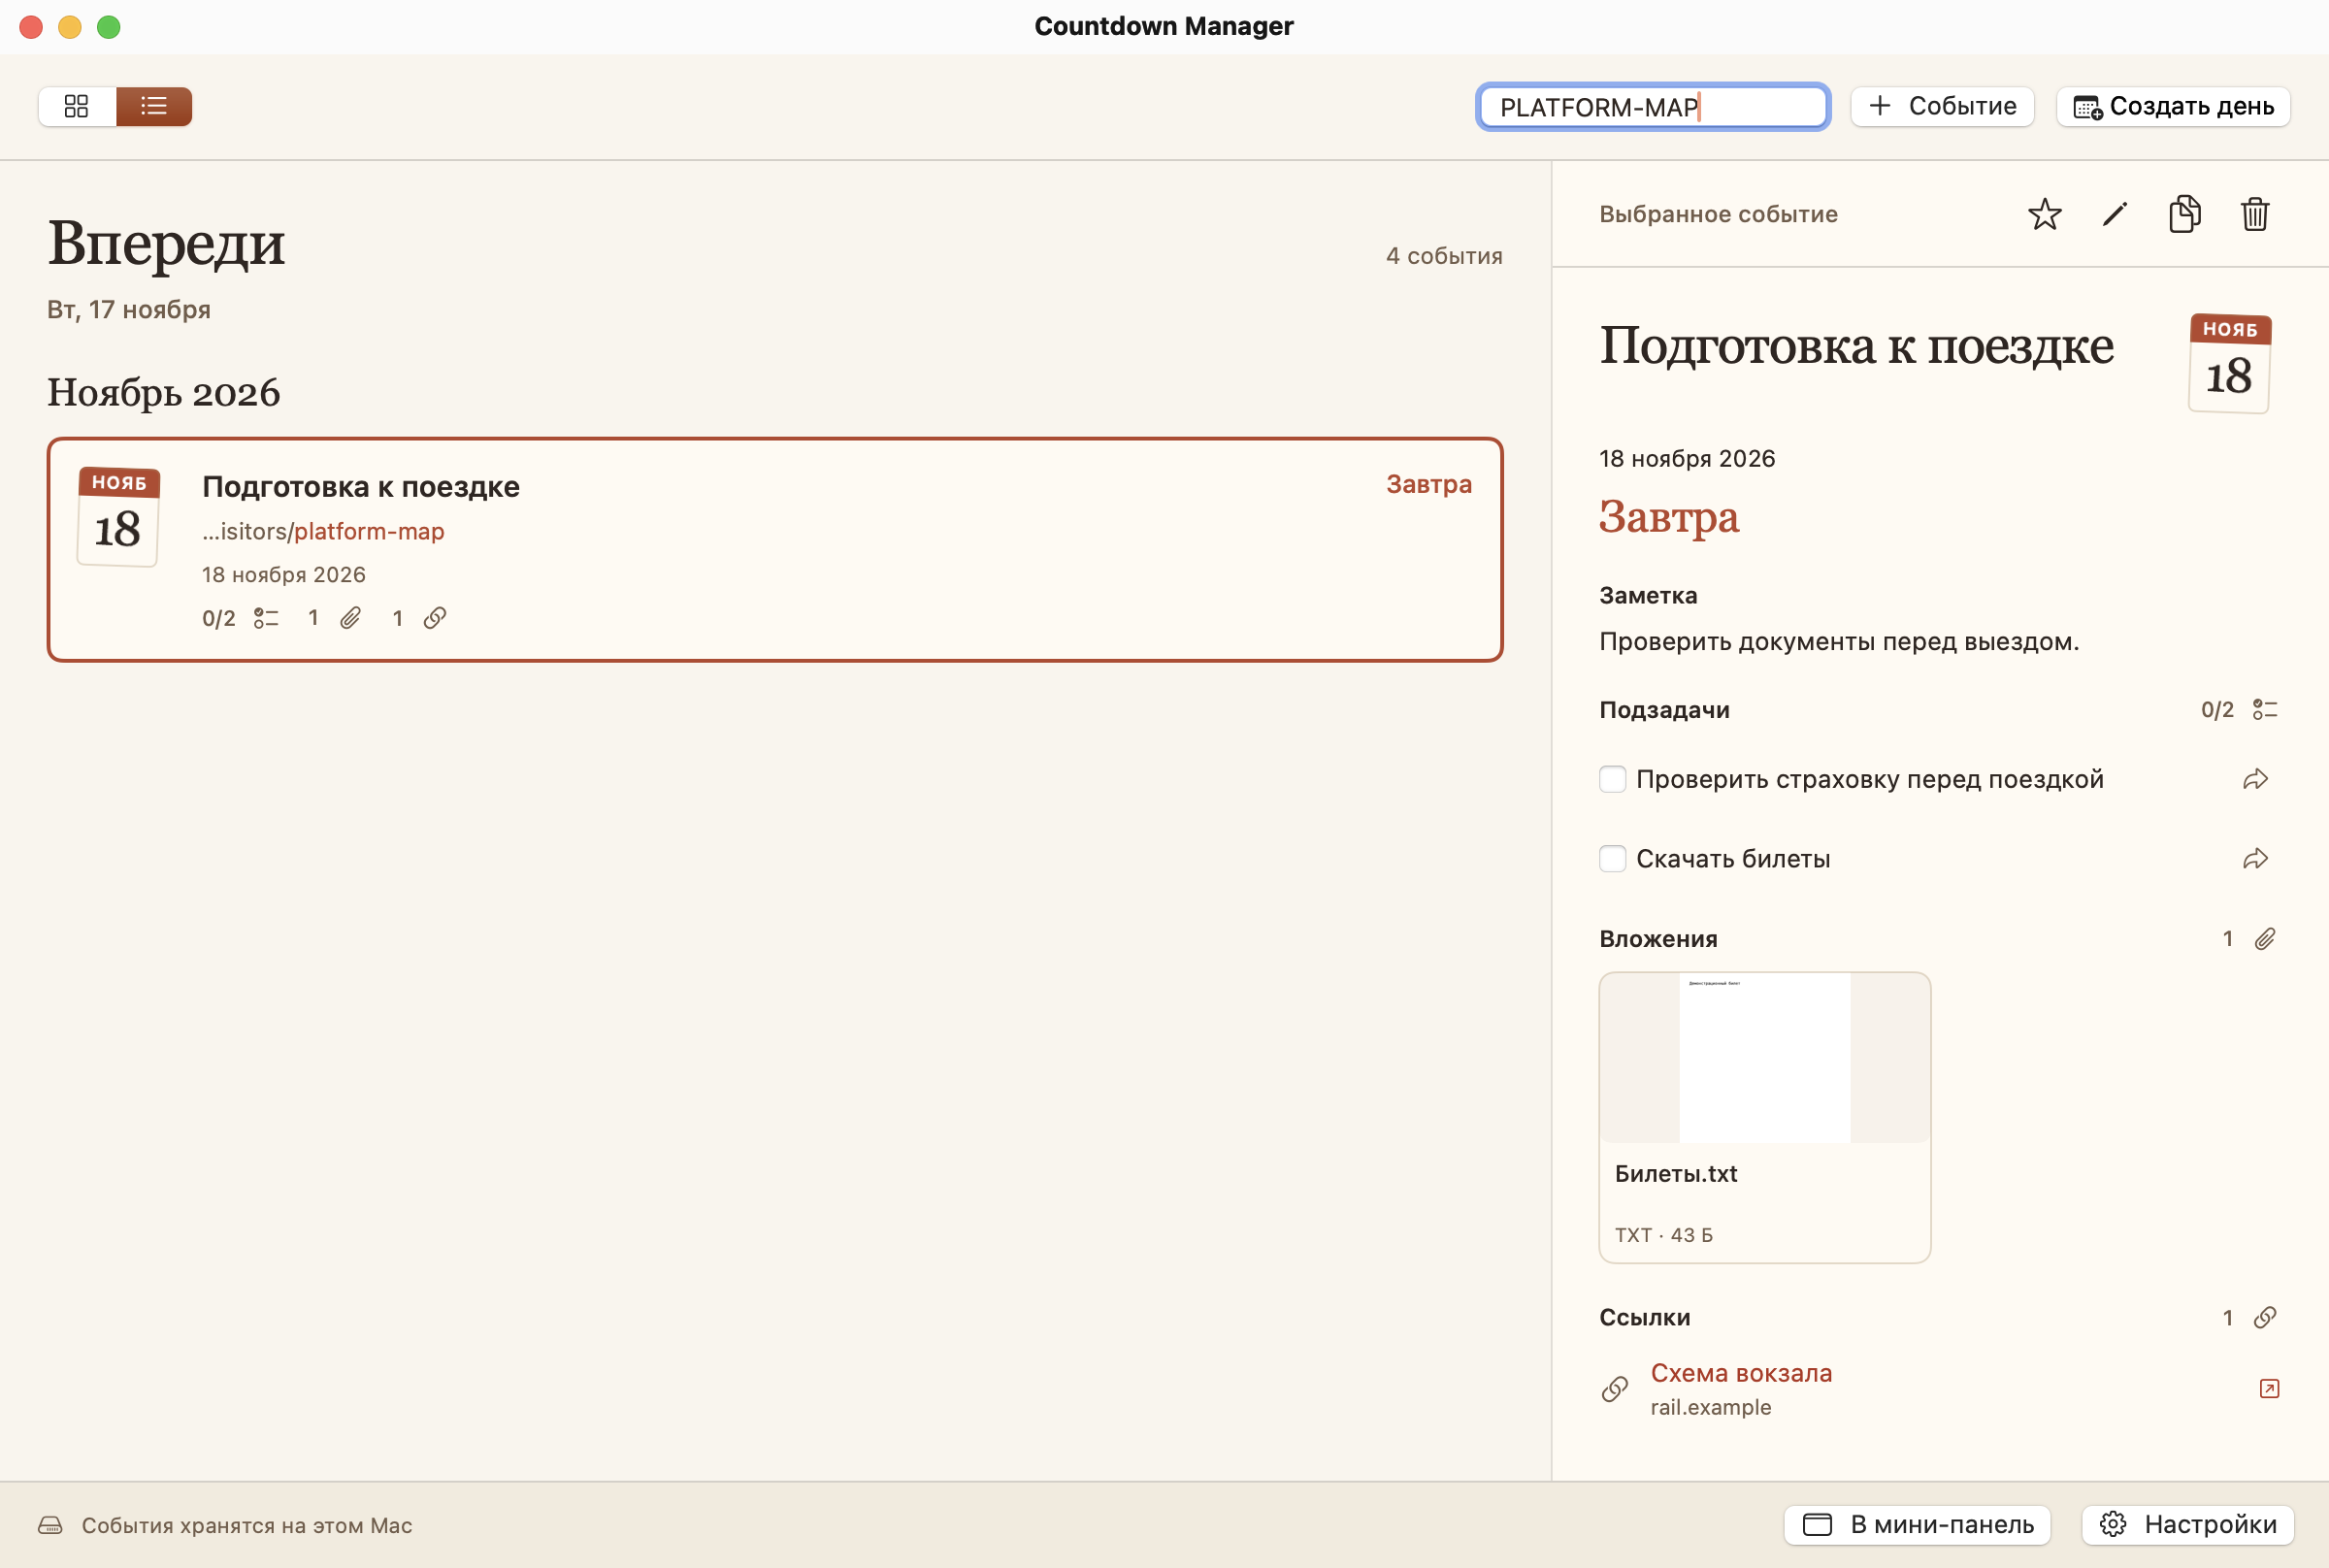 Countdown Manager
PLATFORM-MAP
Событие
Создать день
Впереди
4 события
Вт, 17 ноября
Ноябрь 2026
НОЯБ
18
Подготовка к поездке
Завтра
...isitors/platform-map
18 ноября 2026
0/2 1 1
Выбранное событие
Подготовка к поездке
НОЯБ
18
18 ноября 2026
Завтра
Заметка
Проверить документы перед выездом.
Подзадачи
0/2
Проверить страховку перед поездкой
Скачать билеты
Вложения
1
Демонстрационный билет
Билеты.txt
TXT · 43 Б
Ссылки
1
Схема вокзала
rail.example
События хранятся на этом Mac
В мини-панель
Настройки